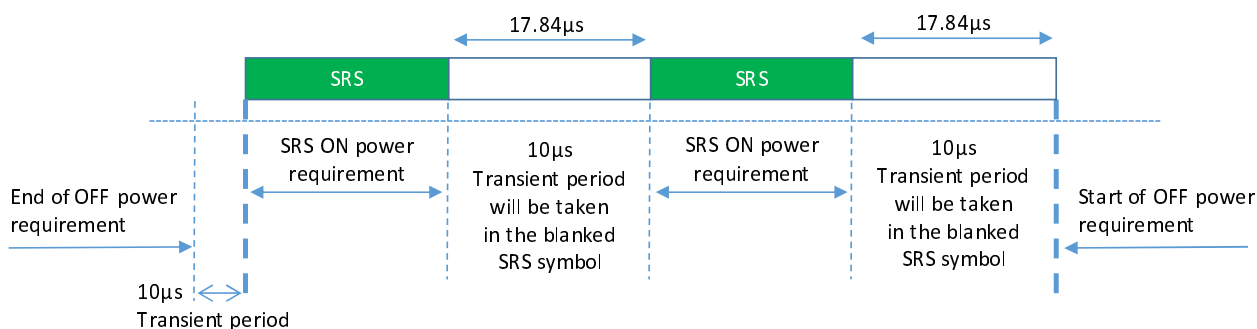 17.84µs
17.84µs
SRS
SRS
SRS ON power
requirement
10µs
Transient period
will be taken
in the blanked
SRS symbol
SRS ON power
requirement
10µs
Transient period
will be taken
in the blanked
SRS symbol
End of OFF power
requirement
Start of OFF power
requirement
10µs
Transient period